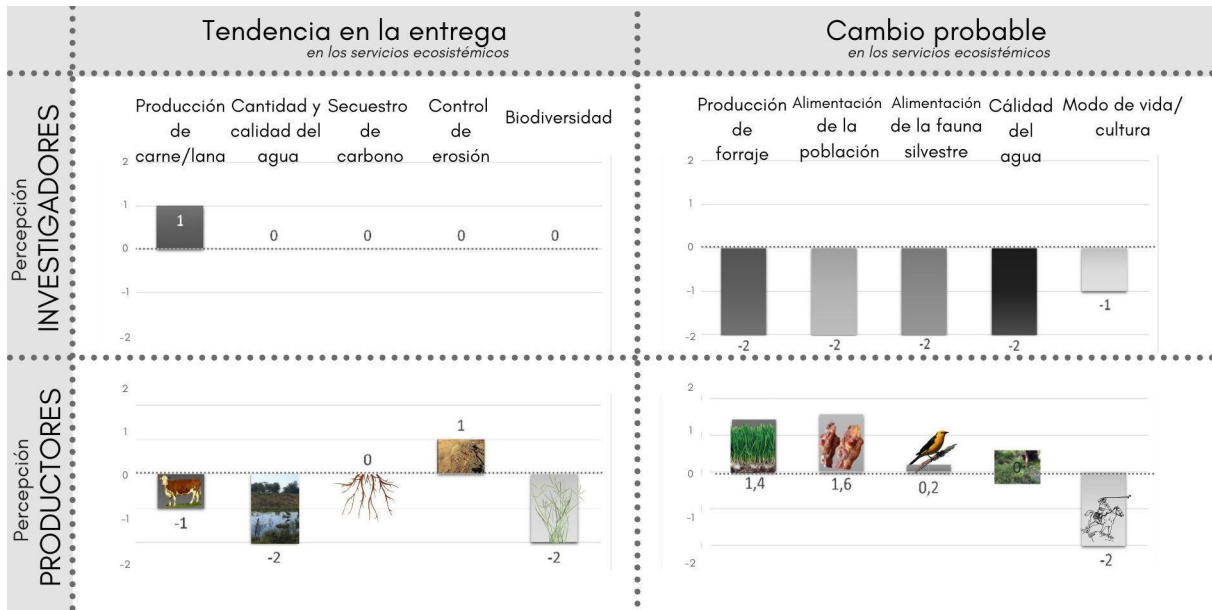 Tendencia en la entrega
en los servicios ecosistémicos
Cambio probable
en los servicios ecosistémicos
Percepción
INVESTIGADORES
Producción
de
carne/lana
Cantidad y
calidad del
agua
Secuestro
de
carbono
Control
de
erosión
Biodiversidad
2
1
0
-1
-2
1
0
0
0
0
Producción
de
forraje
Alimentación
de la
población
Alimentación
de la fauna
silvestre
Cálidad
del
agua
Modo de vida/
cultura
2
1
0
-1
-2
-2
-2
-2
-2
-1
Percepción
PRODUCTORES
2
1
0
-1
-2
-1
-2
0
1
-2
2
1
0
-1
-2
1,4
1,6
0,2
0
-2